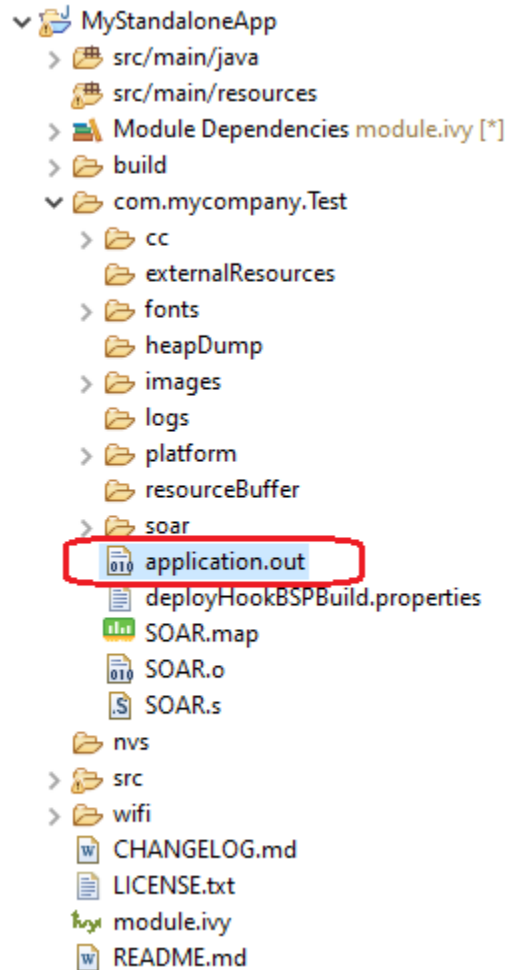 MyStandaloneApp
src/main/java
src/main/resources
Module Dependencies module.ivy [*]
build
com.mycompany.Test
cc
externalResources
fonts
heapDump
images
logs
platform
resourceBuffer
soar
application.out
deployHookBSPBuild.properties
SOAR.map
SOAR.o
SOAR.s
nvs
src
wifi
CHANGELOG.md
LICENSE.txt
module.ivy
README.md